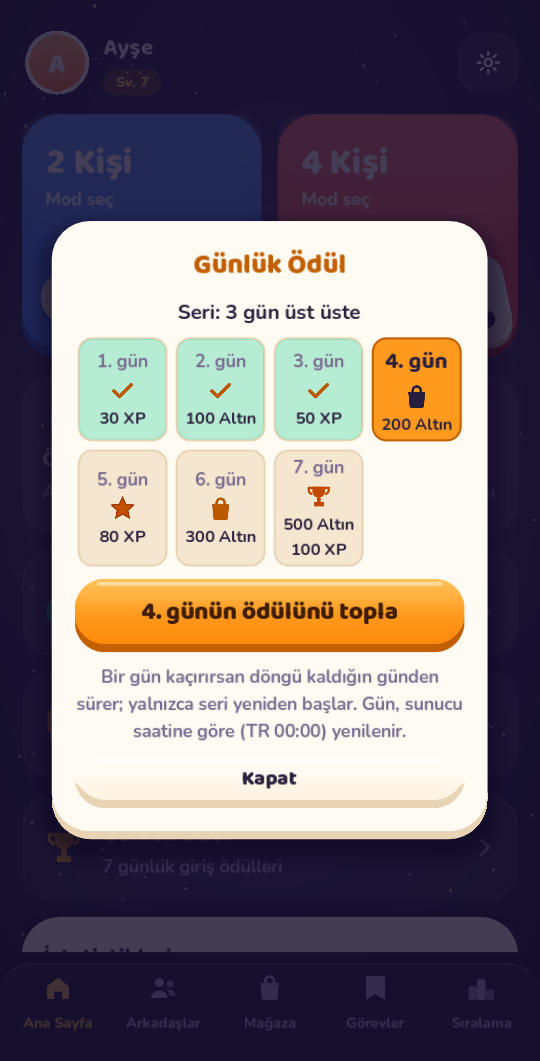 A
Ayşe
Sv. 7
2 Kişi
4 Kişi
Mod seç
Mod seç
Günlük Ödül
Seri: 3 gün üst üste
1. gün
2. gün
3. gün
4. gün
30 XP
100 Altın
50 XP
200 Altın
5. gün
6. gün
7. gün
80 XP
300 Altın
500 Altın
100 XP
4. günün ödülünü topla
Bir gün kaçırırsan döngü kaldığın günden
sürer; yalnızca seri yeniden başlar. Gün, sunucu
saatine göre (TR 00:00) yenilenir.
Kapat
7 günlük giriş ödülleri
Ana Sayfa
Arkadaşlar
Mağaza
Görevler
Sıralama